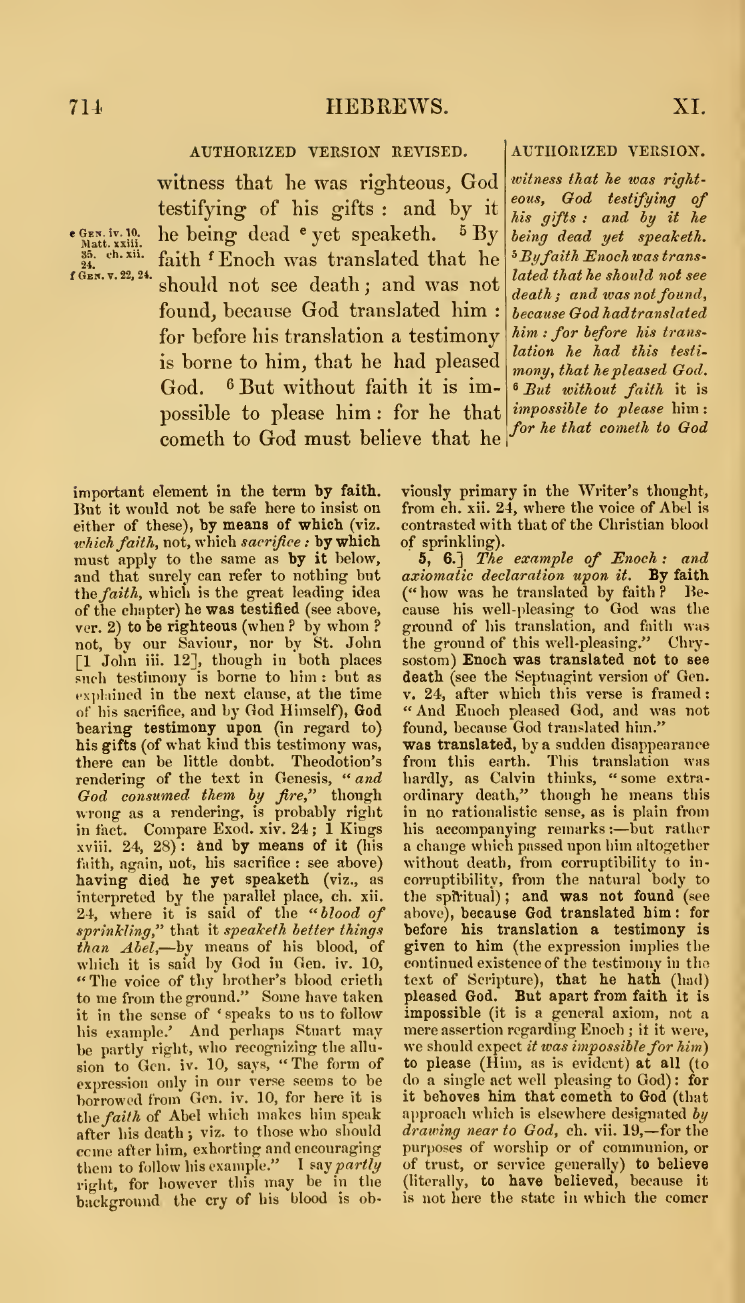 714
HEBREWS.
XI.
AUTHORIZED VERSION REVISED.
witness that he was righteous, God
testifying of his gifts : and by it
he being dead e yet speaketh. 5 By
faith f Enoch was translated that he
should not see death ; and was not
found, because God translated him :
for before his translation a testimony
is borne to him, that he had pleased
God. 6 But without faith it is im-
possible to please him : for he that
cometh to God must believe that he
e GEN. iv. 10.
Matt. xxiii.
35. ch. xii.
24.
f GEN. v. 22, 24.
AUTHORIZED VERSION.
witness that he was right-
eous, God testifying of
his gifts : and by it he
being dead yet speaketh.
5 By faith Enoch was trans-
lated that he should not see
death ; and was not found,
because God had translated
him : for before his trans-
lation he had this testi-
mony, that he pleased God.
6 But without faith it is
impossible to please him :
for he that cometh to God
important element in the term by faith.
But it would not be safe here to insist on
either of these), by means of which (viz.
which faith, not, which sacrifice : by which
must apply to the same as by it below,
and that surely can refer to nothing but
the faith, which is the great leading idea
of the chapter) he was testified (see above,
ver. 2) to be righteous (when ? by whom ?
not, by our Saviour, nor by St. John
[1 John iii. 12], though in both places
such testimony is borne to him : but as
explained in the next clause, at the time
of his sacrifice, and by God Himself), God
bearing testimony upon (in regard to)
his gifts (of what kind this testimony was,
there can be little doubt. Theodotion's
rendering of the text in Genesis, "and
God consumed them by fire," though
wrong as a rendering, is probably right
in fact. Compare Exod. xiv. 24 ; 1 Kings
xviii. 24, 28) : and by means of it (his
faith, again, not, his sacrifice : see above)
having died he yet speaketh (viz., as
interpreted by the parallel place, ch. xii.
24, where it is said of the "blood of
sprinkling," that it speaketh better things
than Abel,—by means of his blood, of
which it is said by God in Gen. iv. 10,
"The voice of thy brother's blood crieth
to me from the ground." Some have taken
it in the sense of 'speaks to us to follow
his example.' And perhaps Stuart may
be partly right, who recognizing the allu-
sion to Gen. iv. 10, says, "The form of
expression only in our verse seems to be
borrowed from Gen. iv. 10, for here it is
the faith of Abel which makes him speak
after his death ; viz. to those who should
come after him, exhorting and encouraging
them to follow his example." I say partly
right, for however this may be in the
background the cry of his blood is ob-
viously primary in the Writer's thought,
from ch. xii. 24, where the voice of Abel is
contrasted with that of the Christian blood
of sprinkling).
5, 6.] The example of Enoch : and
axiomatic declaration upon it. By faith
("how was he translated by faith ? Be-
cause his well-pleasing to God was the
ground of his translation, and faith was
the ground of this well-pleasing." Chry-
sostom) Enoch was translated not to see
death (see the Septuagint version of Gen.
v. 24, after which this verse is framed :
"And Enoch pleased God, and was not
found, because God translated him."
was translated, by a sudden disappearance
from this earth. This translation was
hardly, as Calvin thinks, "some extra-
ordinary death," though he means this
in no rationalistic sense, as is plain from
his accompanying remarks :—but rather
a change which passed upon him altogether
without death, from corruptibility to in-
corruptibility, from the natural body to
the spiritual) ; and was not found (see
above), because God translated him : for
before his translation a testimony is
given to him (the expression implies the
continued existence of the testimony in the
text of Scripture), that he hath (had)
pleased God. But apart from faith it is
impossible (it is a general axiom, not a
mere assertion regarding Enoch ; if it were,
we should expect it was impossible for him)
to please (Him, as is evident) at all (to
do a single act well pleasing to God) : for
it behoves him that cometh to God (that
approach which is elsewhere designated by
drawing near to God, ch. vii. 19,—for the
purposes of worship or of communion, or
of trust, or service generally) to believe
(literally, to have believed, because it
is not here the state in which the comer